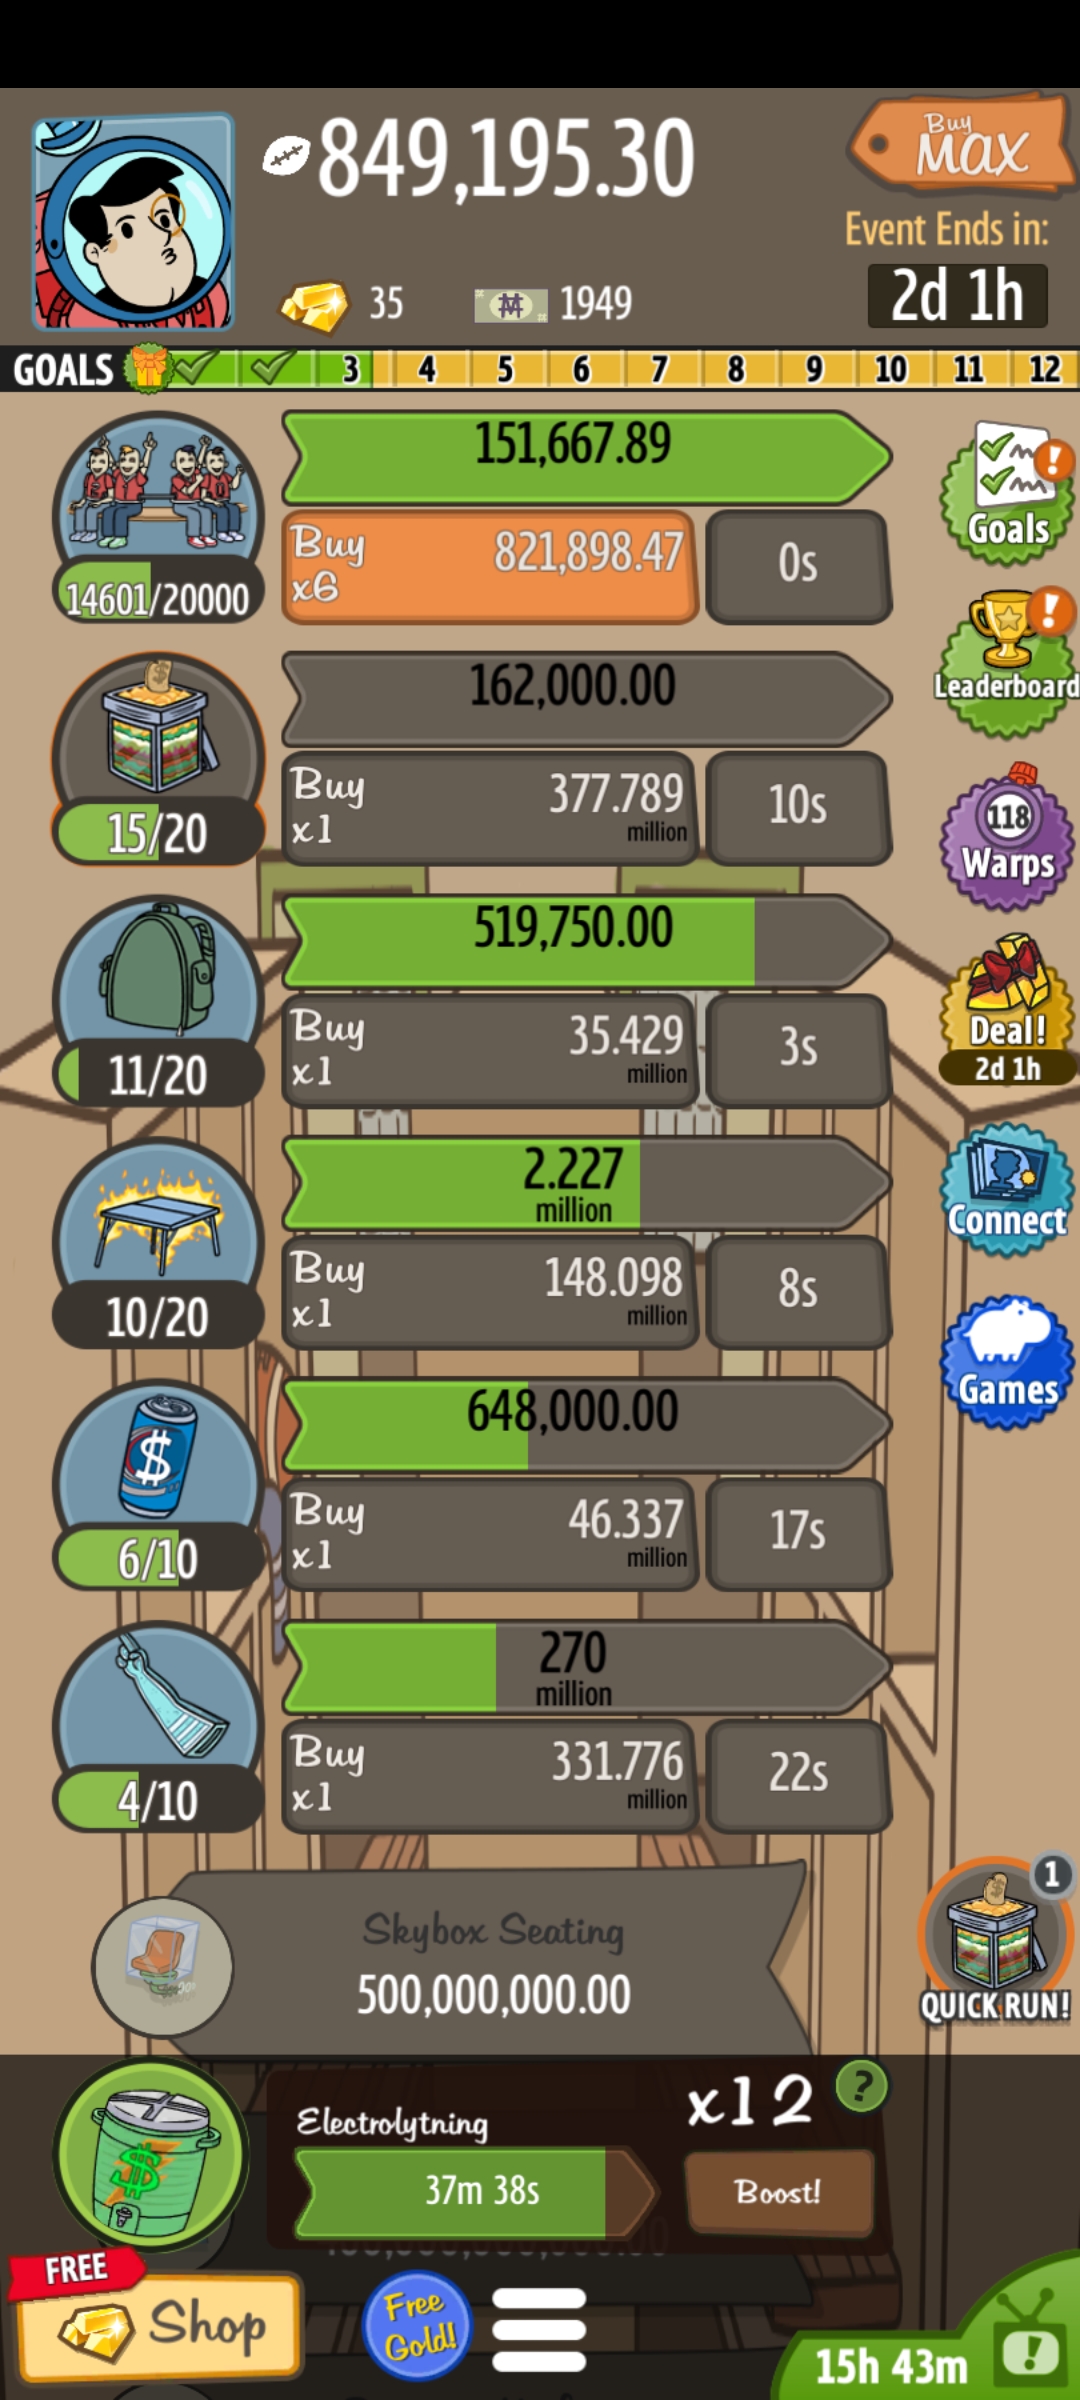 849,195.30
Buy
MAX
Event Ends in:
2d 1h
35
1949
GOALS 3 4 5 6 7 8 9 10 11 12
151,667.89
Buy
x6
821,898.47
0s
14601/20000
Goals
162,000.00
Buy
x1
377.789
million
10s
15/20
Leaderboard
118
Warps
519,750.00
Buy
x1
35.429
million
3s
11/20
Deal!
2d 1h
2.227
million
Buy
x1
148.098
million
8s
10/20
Connect
648,000.00
Buy
x1
46.337
million
17s
6/10
Games
270
million
Buy
x1
331.776
million
22s
4/10
Skybox Seating
500,000,000.00
1
QUICK RUN!
Electrolytning
x12
?
37m 38s
Boost!
FREE
Shop
Free
Gold!
15h 43m